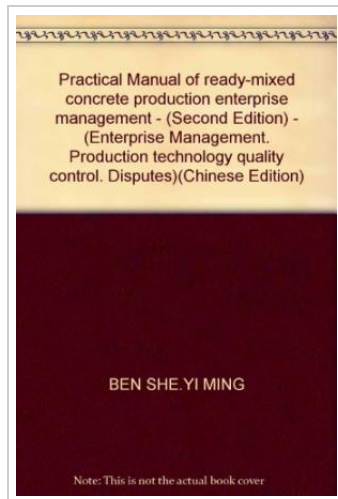 Practical Manual of ready-mixed
concrete production enterprise
management - (Second Edition) -
(Enterprise Management.
Production technology quality
control. Disputes)(Chinese Edition)
BEN SHE.YI MING
Note: This is not the actual book cover